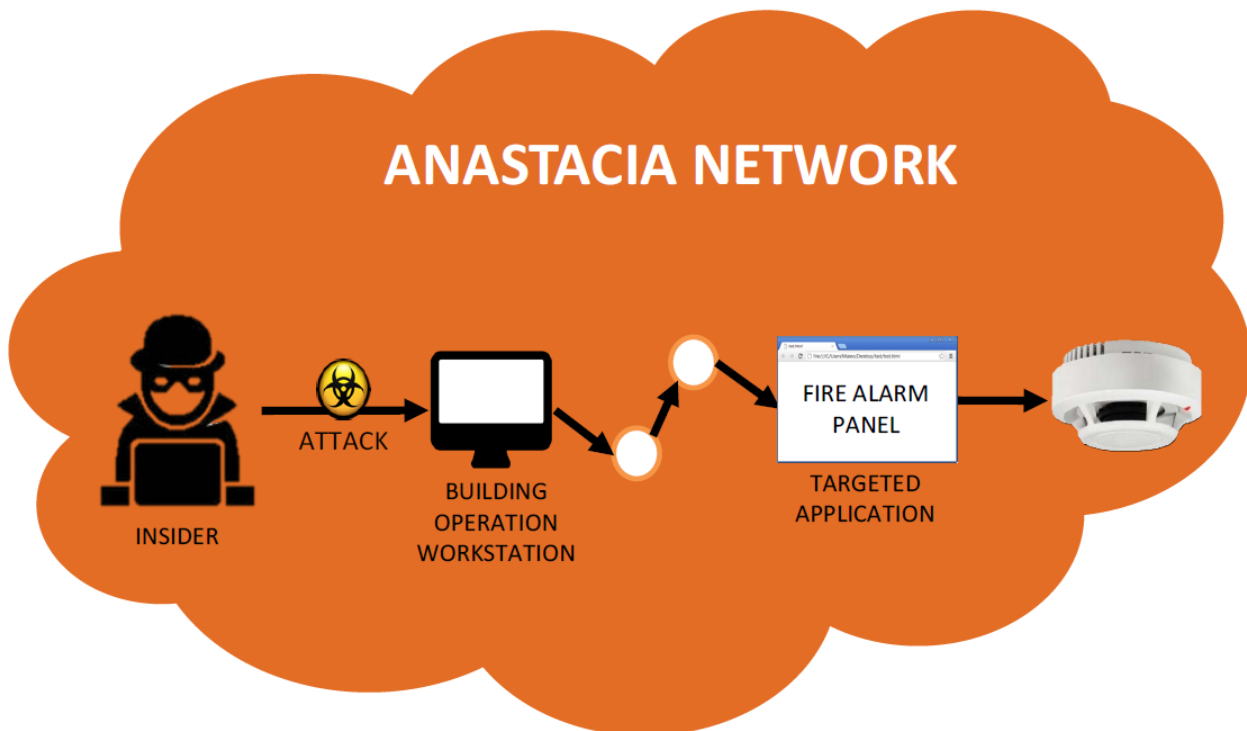 ANASTACIA NETWORK
ATTACK
INSIDER
BUILDING
OPERATION
WORKSTATION
FIRE ALARM
PANEL
TARGETED
APPLICATION